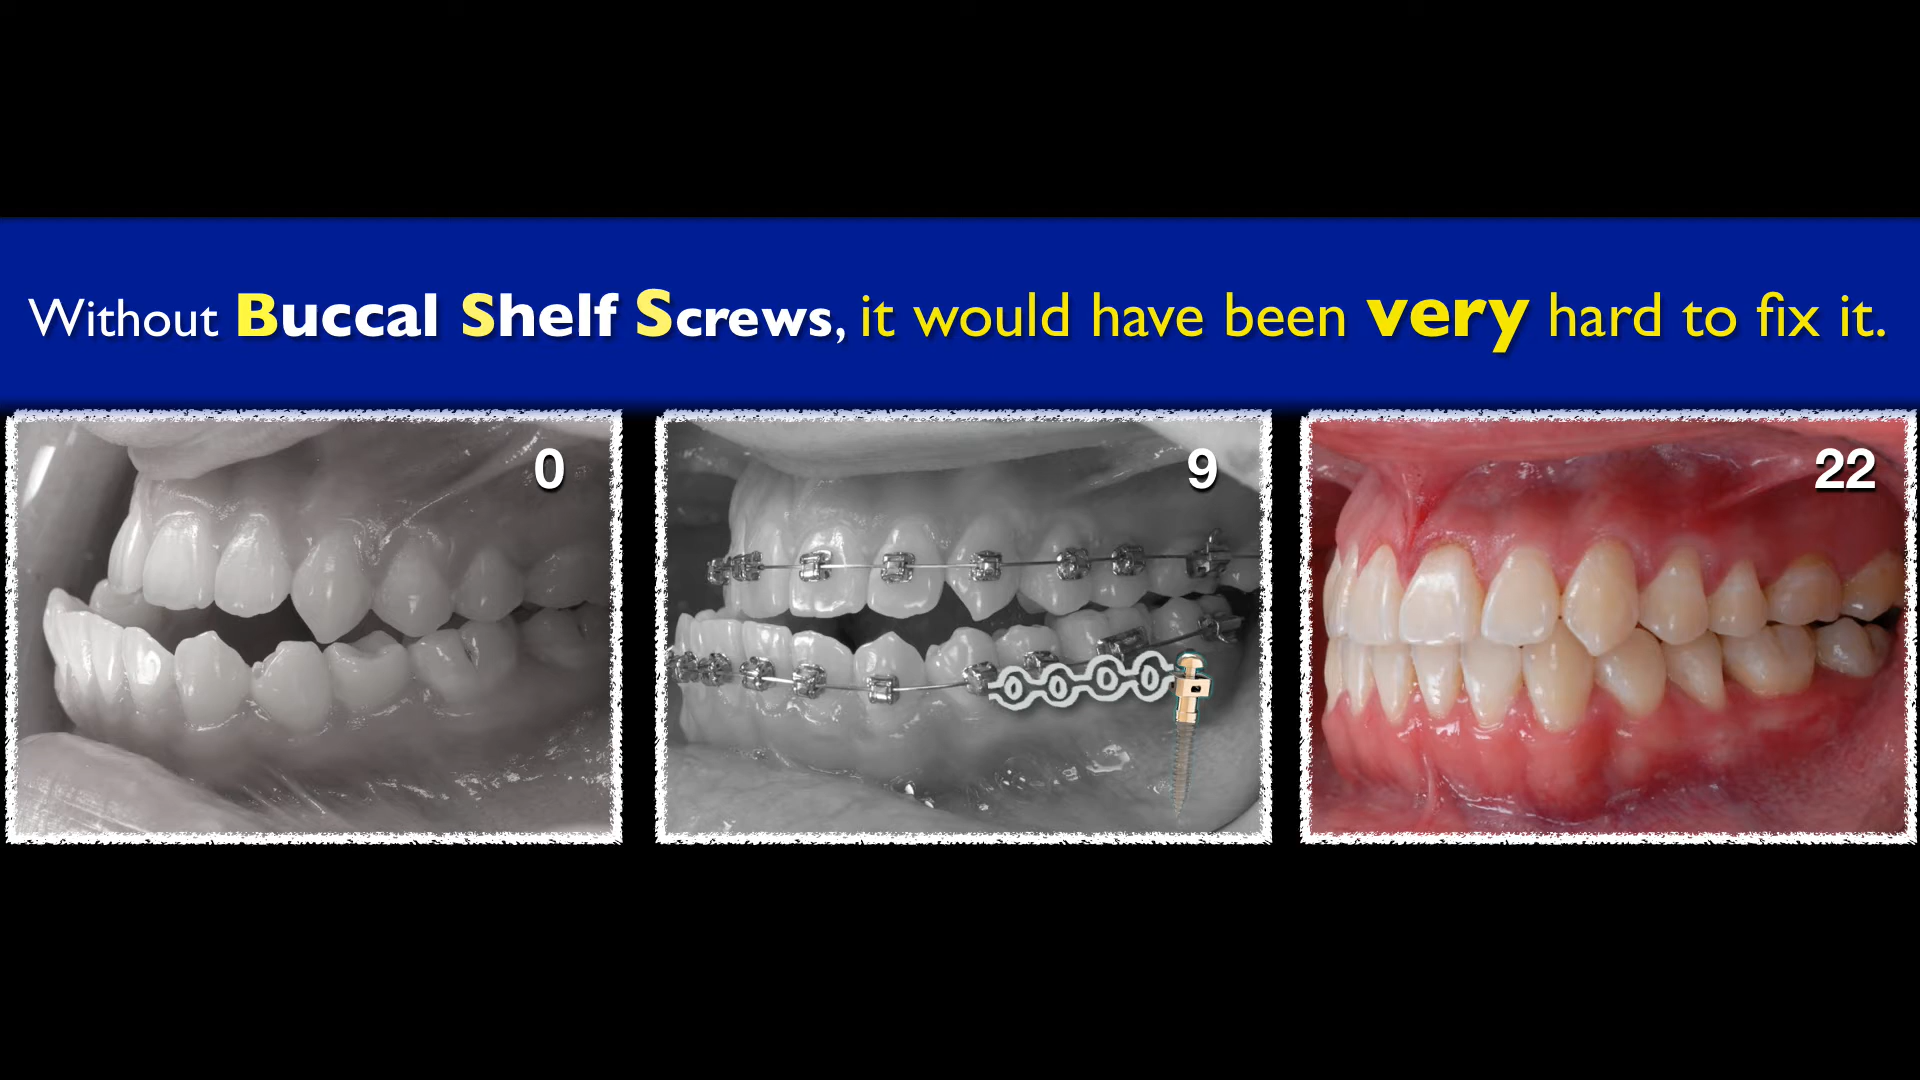 Without Buccal Shelf Screws, it would have been very hard to fix it.
0
9
22